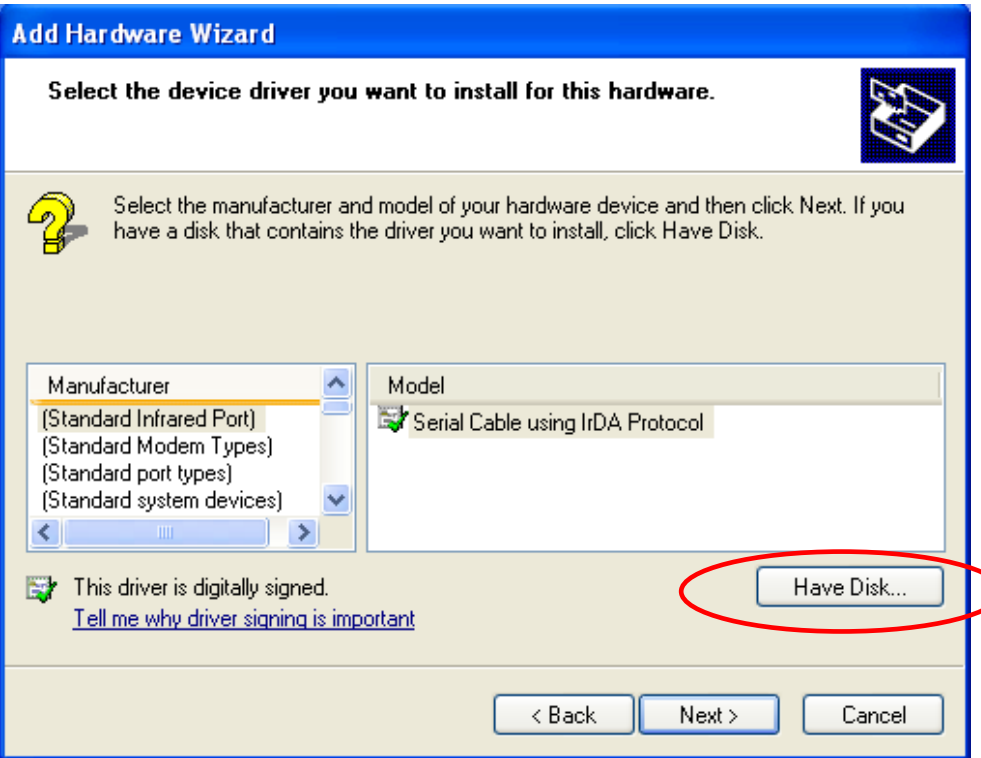 Add Hardware Wizard
Select the device driver you want to install for this hardware.
Select the manufacturer and model of your hardware device and then click Next. If you
have a disk that contains the driver you want to install, click Have Disk.
Manufacturer
(Standard Infrared Port)
(Standard Modem Types)
(Standard port types)
(Standard system devices)
Model
Serial Cable using IrDA Protocol
This driver is digitally signed.
Tell me why driver signing is important
Have Disk...
< Back
Next >
Cancel